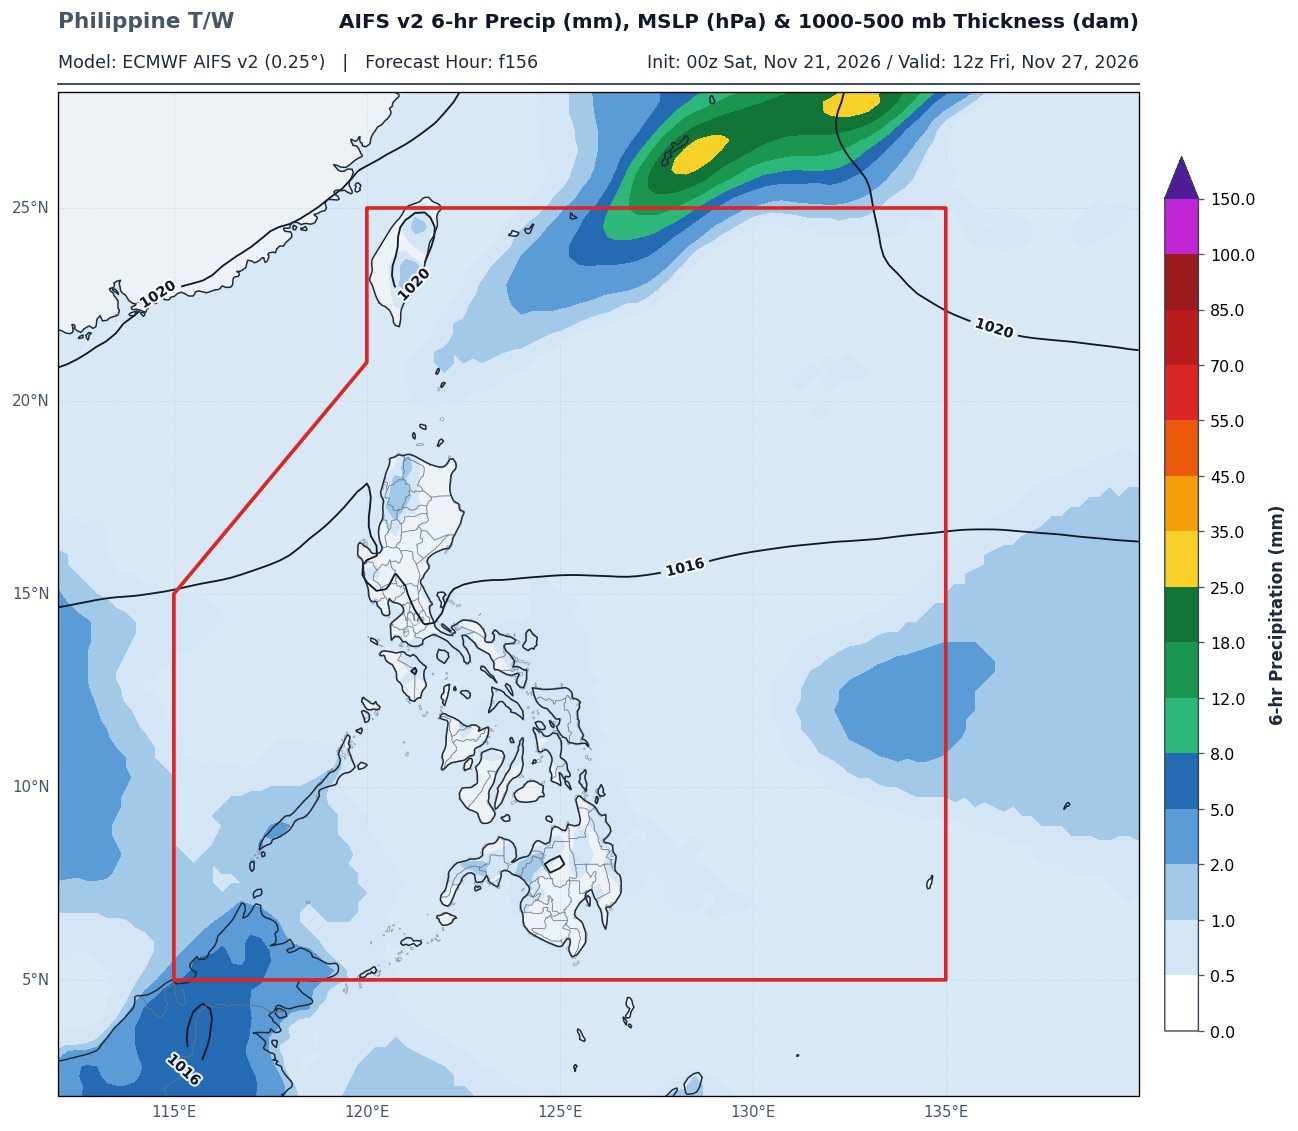 Philippine T/W
AIFS v2 6-hr Precip (mm), MSLP (hPa) & 1000-500 mb Thickness (dam)
Model: ECMWF AIFS v2 (0.25°) | Forecast Hour: f156
Init: 00z Sat, Nov 21, 2026 / Valid: 12z Fri, Nov 27, 2026
25°N
20°N
15°N
10°N
5°N
115°E
120°E
125°E
130°E
135°E
1020
1020
1020
1016
1016
150.0
100.0
85.0
70.0
55.0
45.0
35.0
25.0
18.0
12.0
8.0
5.0
2.0
1.0
0.5
0.0
6-hr Precipitation (mm)